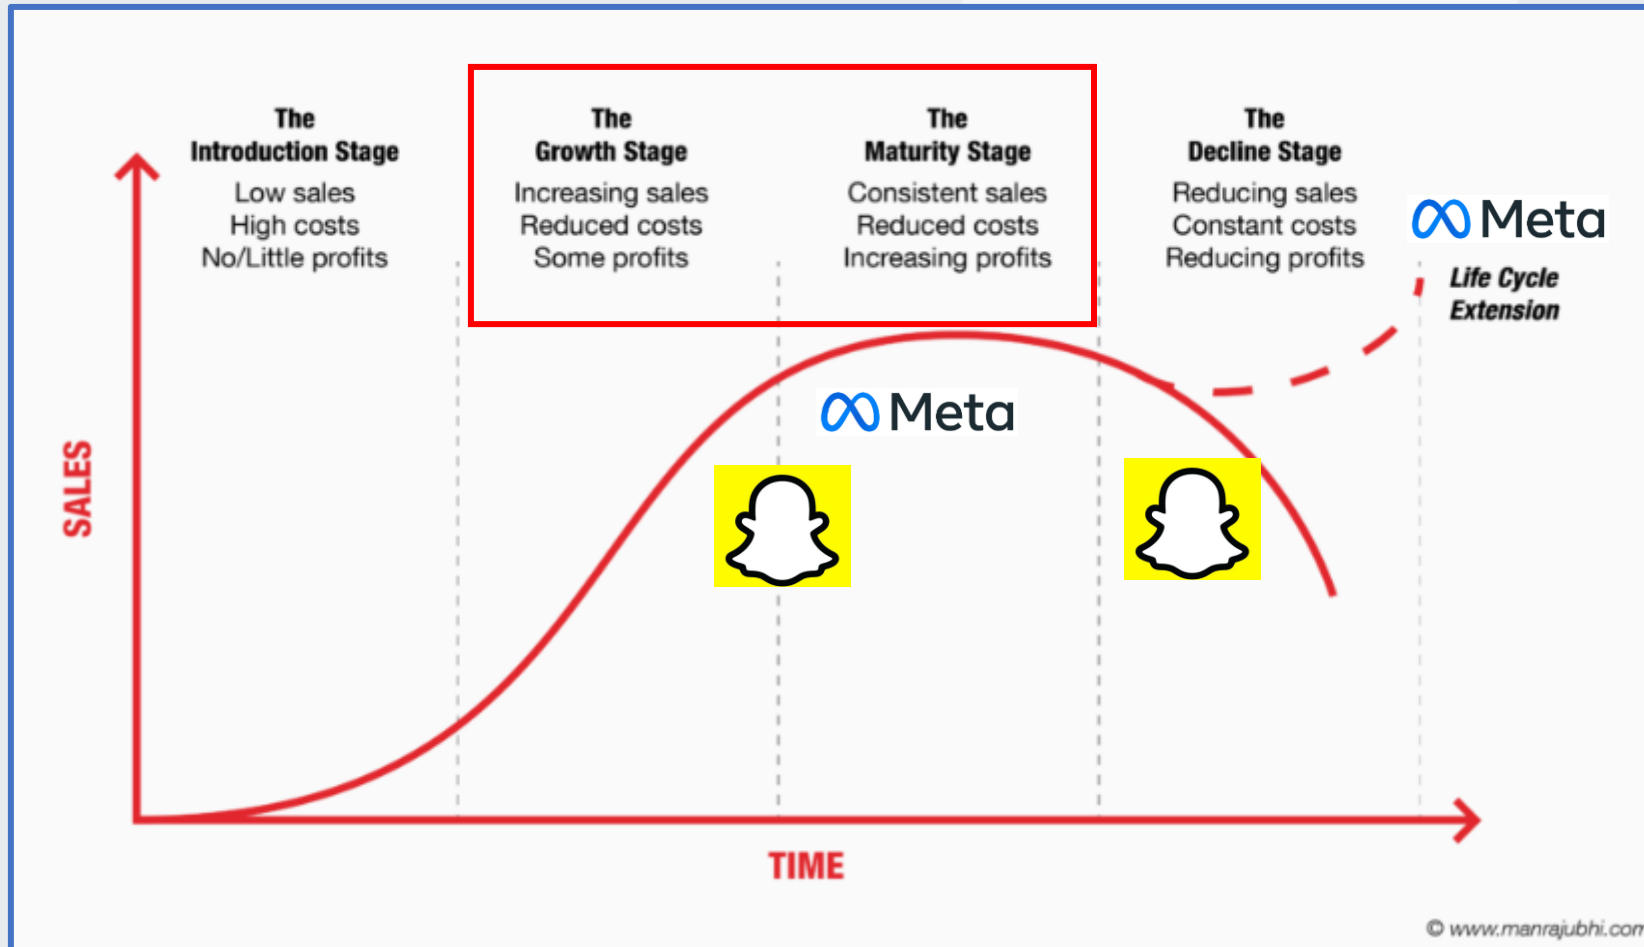 The
Introduction Stage
Low sales
High costs
No/Little profits
The
Growth Stage
Increasing sales
Reduced costs
Some profits
The
Maturity Stage
Consistent sales
Reduced costs
Increasing profits
The
Decline Stage
Reducing sales
Constant costs
Reducing profits
Meta
Life Cycle
Extension
Meta
SALES
TIME
© www.manrajubhi.com